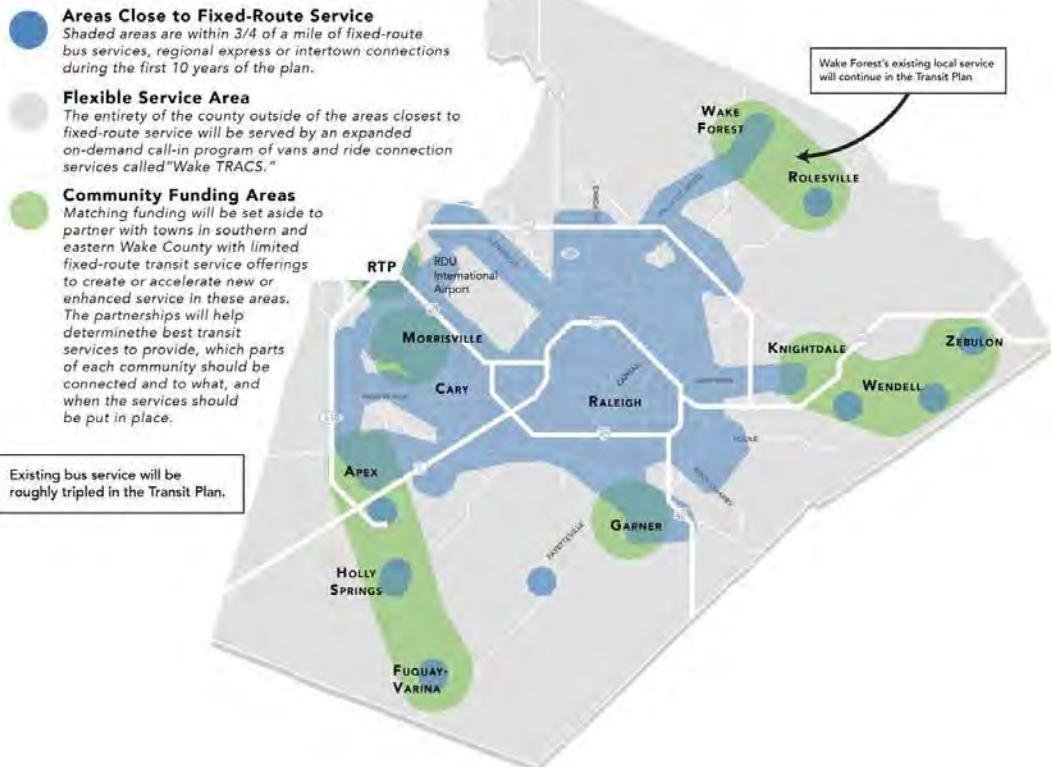 Areas Close to Fixed-Route Service
Shaded areas are within 3/4 of a mile of fixed-route
bus services, regional express or intertown connections
during the first 10 years of the plan.
Flexible Service Area
The entirety of the county outside of the areas closest to
fixed-route service will be served by an expanded
on-demand call-in program of vans and ride connection
services called"Wake TRACS."
Community Funding Areas
Matching funding will be set aside to
partner with towns in southern and
eastern Wake County with limited
fixed-route transit service offerings
to create or accelerate new or
enhanced service in these areas.
The partnerships will help
determinethe best transit
services to provide, which parts
of each community should be
connected and to what, and
when the services should
be put in place.
Existing bus service will be
roughly tripled in the Transit Plan.
Wake Forest's existing local service
will continue in the Transit Plan
WAKE
FOREST
ROLESVILLE
RTP
RDU
International
Airport
MORRISVILLE
CARY
CAPITAL
RALEIGH
KNIGHTDALE
ZEBULON
WENDELL
APEX
GARNER
FAYETTEVILLE
HOLLY
SPRINGS
FUQUAY-
VARINA